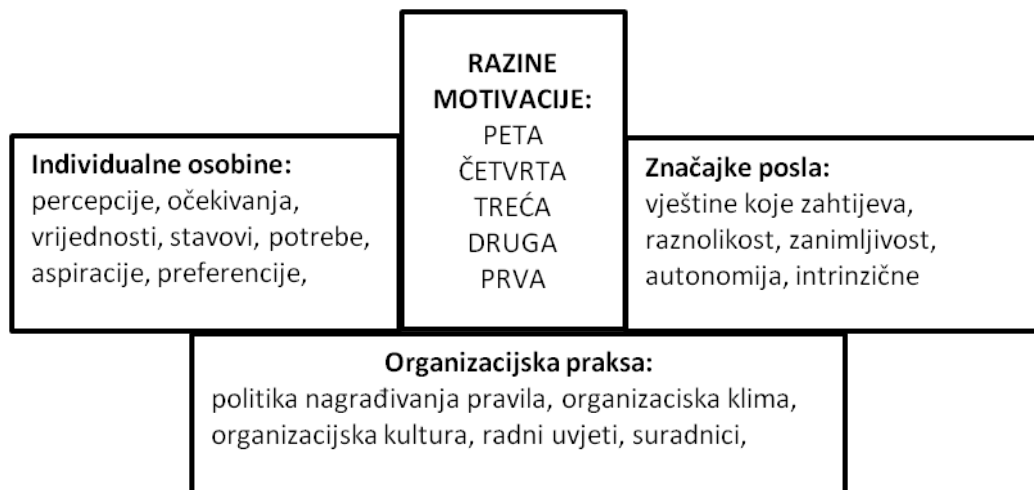 RAZINE
MOTIVACIJE:
PETA
ČETVRTA
TREĆA
DRUGA
PRVA
Individualne osobine:
percepcije, očekivanja,
vrijednosti, stavovi, potrebe,
aspiracije, preferencije,
Značajke posla:
vještine koje zahtijeva,
raznolikost, zanimljivost,
autonomija, intrinzične
Organizacijska praksa:
politika nagrađivanja pravila, organizaciska klima,
organizacijska kultura, radni uvjeti, suradnici,